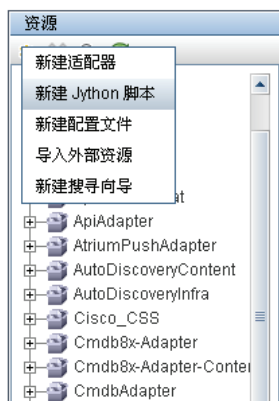 资源
新建适配器
新建 Jython 脚本
新建配置文件
导入外部资源
新建搜寻向导
ApiAdapter
AtriumPushAdapter
AutoDiscoveryContent
AutoDiscoveryInfra
Cisco_CSS
Cmdb8x-Adapter
Cmdb8x-Adapter-Conter
CmdbAdapter